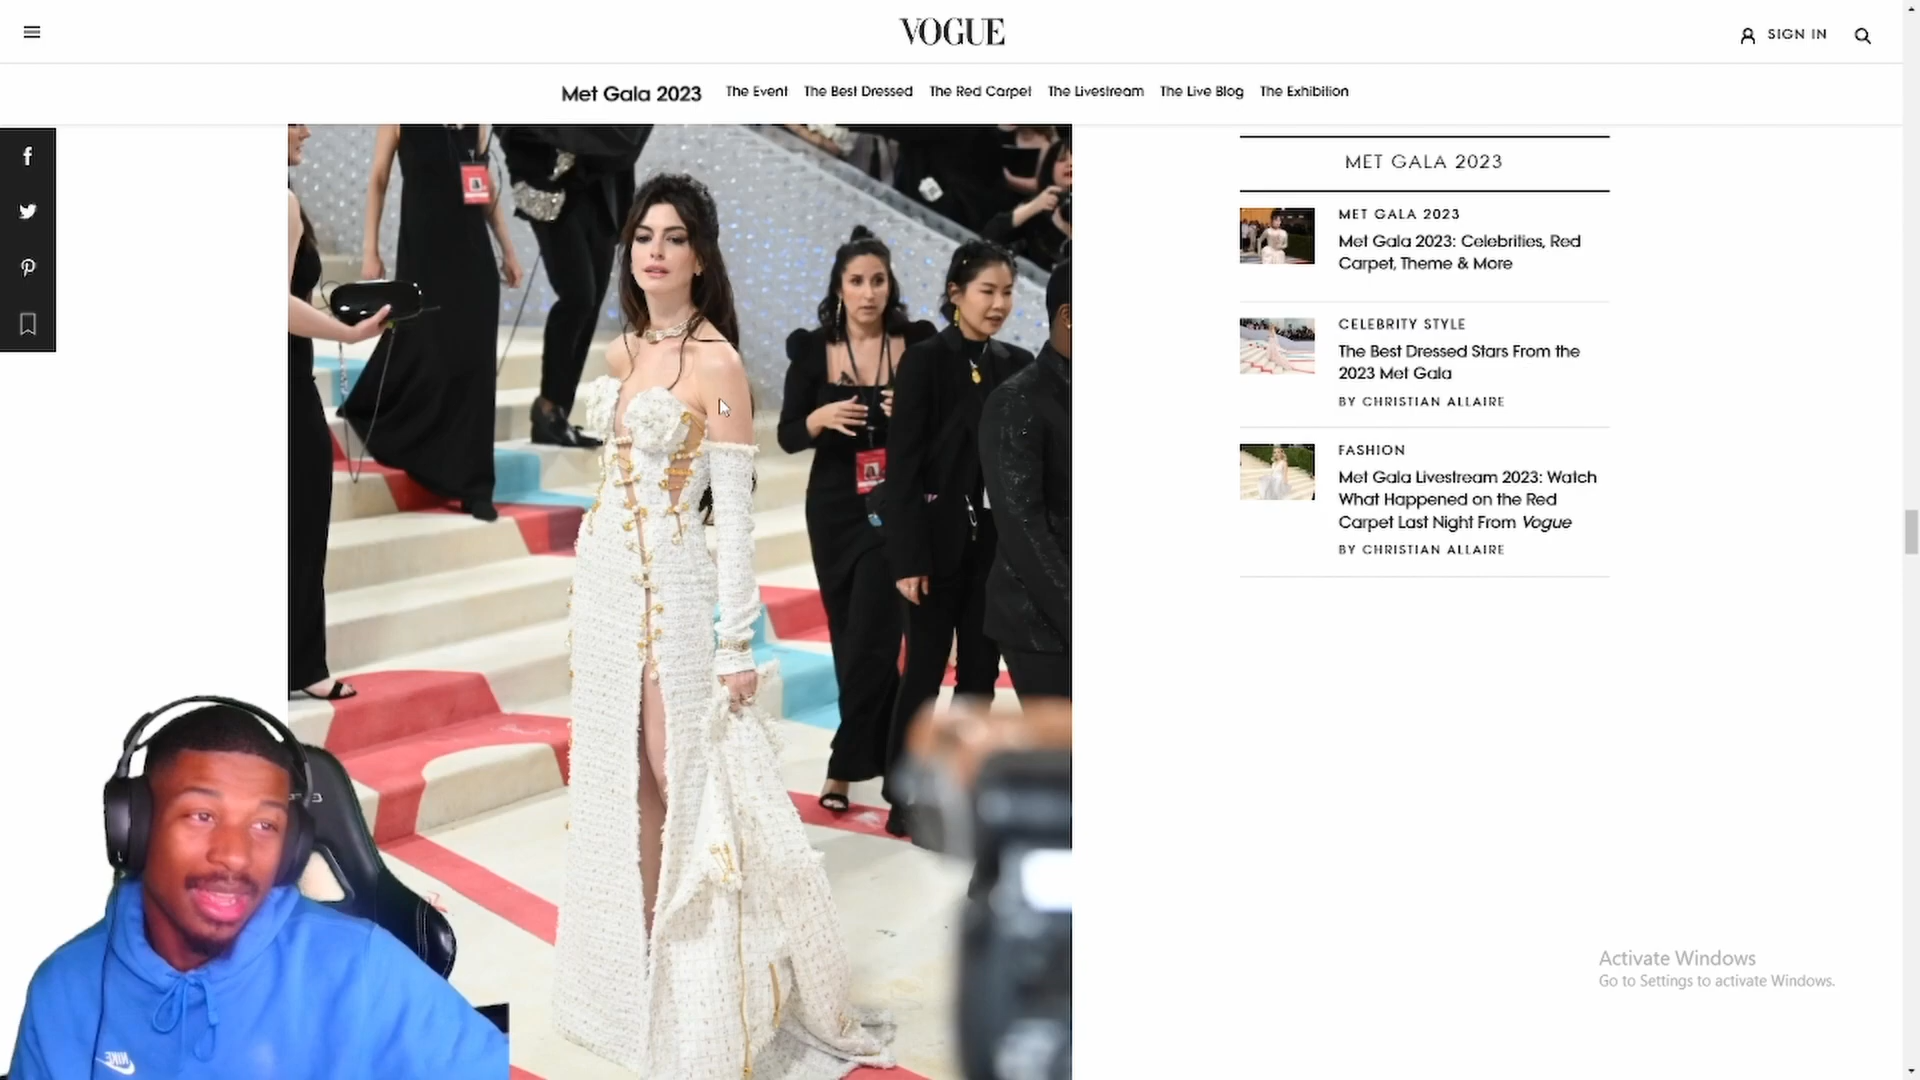 VOGUE
SIGN IN
Met Gala 2023
The Event
The Best Dressed
The Red Carpet
The Livestream
The Live Blog
The Exhibition
MET GALA 2023
MET GALA 2023
Met Gala 2023: Celebrities, Red
Carpet, Theme & More
CELEBRITY STYLE
The Best Dressed Stars From the
2023 Met Gala
BY CHRISTIAN ALLAIRE
FASHION
Met Gala Livestream 2023: Watch
What Happened on the Red
Carpet Last Night From Vogue
BY CHRISTIAN ALLAIRE
Activate Windows
Go to Settings to activate Windows.
NIKE